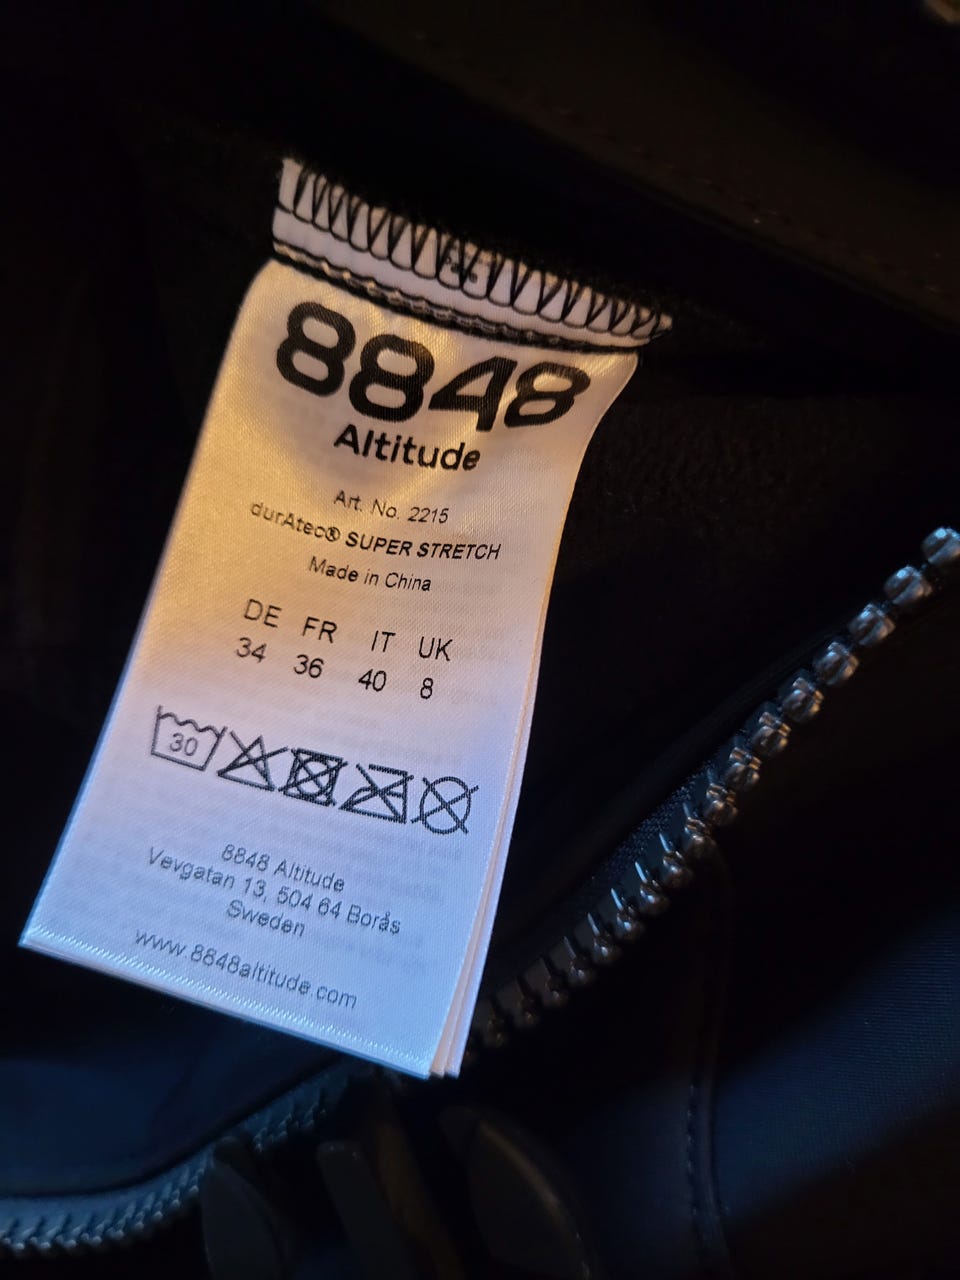 8848
Altitude
Art. No. 2215
durAtec® SUPER STRETCH
Made in China
DE FR IT UK
34 36 40 8
30
8848 Altitude
Vevgatan 13, 504 64 Borås
Sweden
www.8848altitude.com